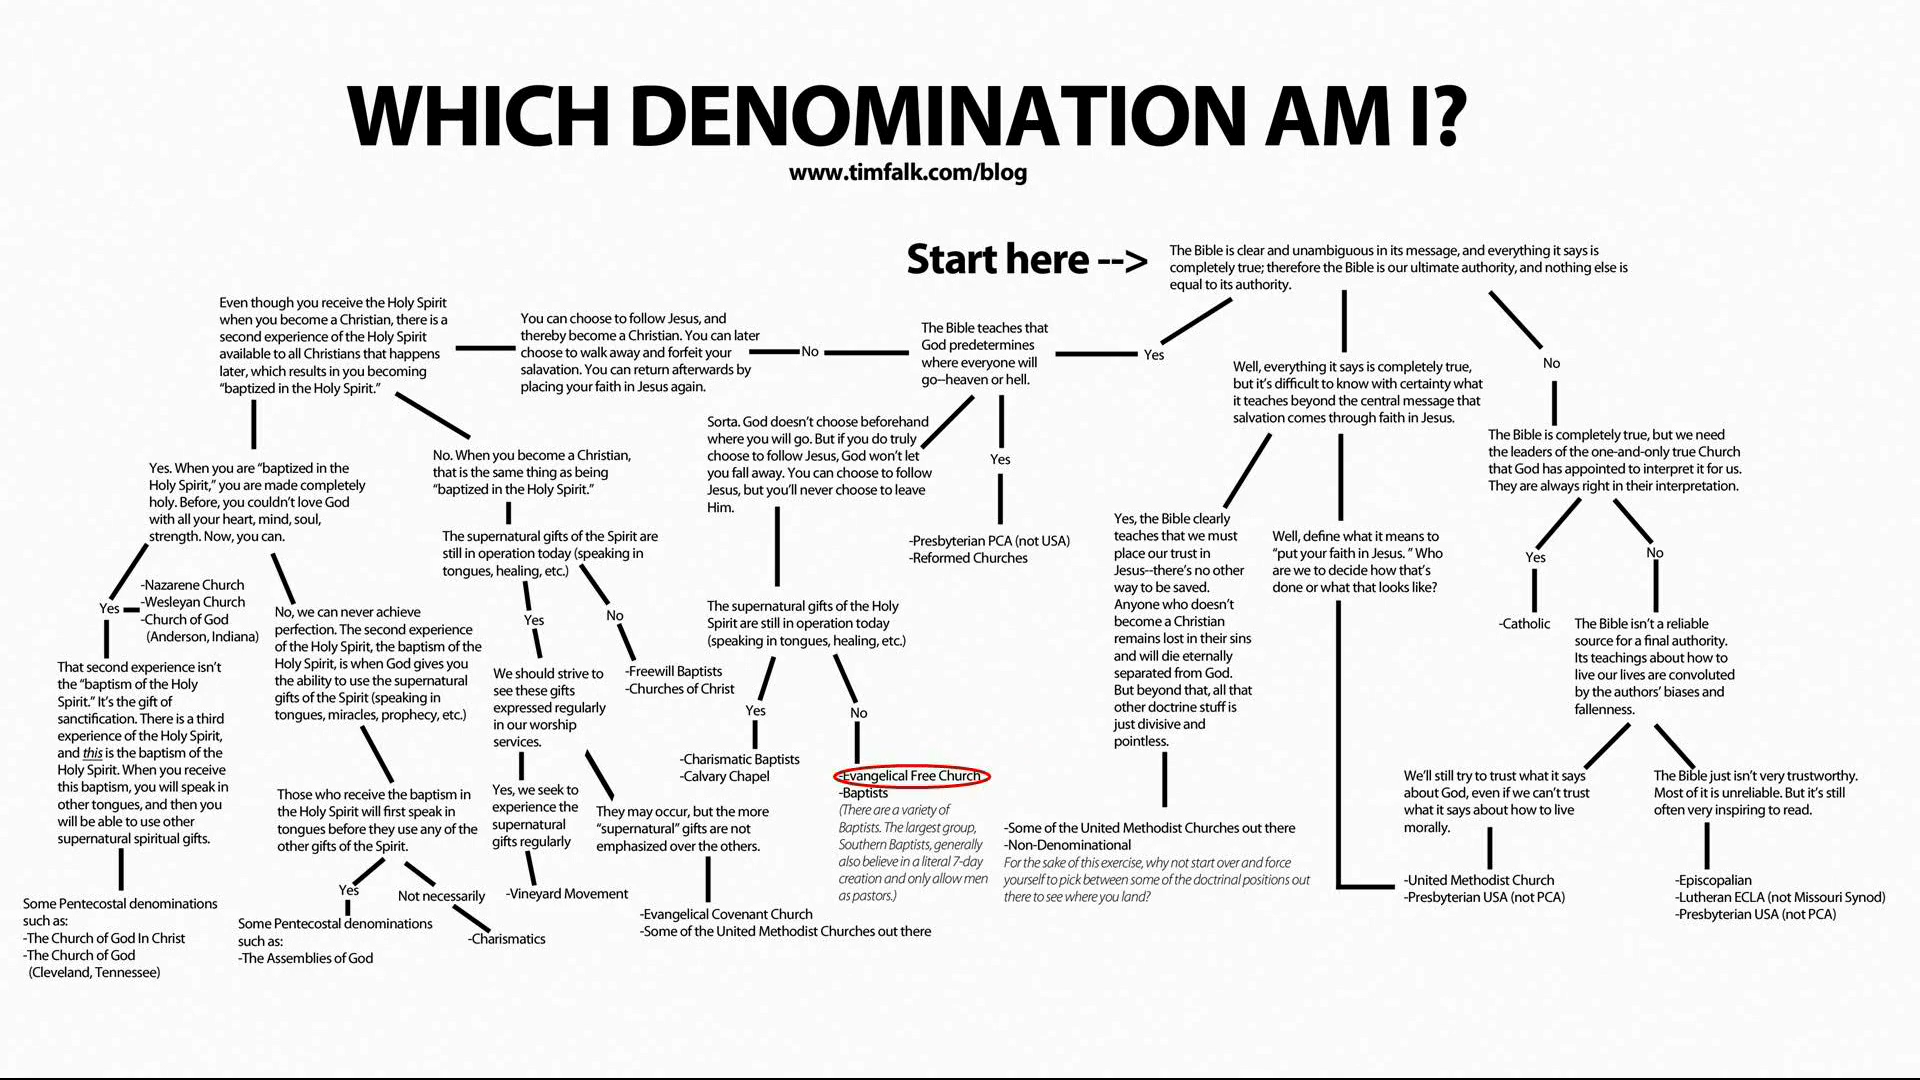 WHICH DENOMINATION AM I?
www.timfalk.com/blog
Start here -->
The Bible is clear and unambiguous in its message, and everything it says is
completely true; therefore the Bible is our ultimate authority, and nothing else is
equal to its authority.
Yes
No
Well, everything it says is completely true,
but it's difficult to know with certainty what
it teaches beyond the central message that
salvation comes through faith in Jesus.
The Bible teaches that
God predetermines
where everyone will
go--heaven or hell.
No
You can choose to follow Jesus, and
thereby become a Christian. You can later
choose to walk away and forfeit your
salavation. You can return afterwards by
placing your faith in Jesus again.
Even though you receive the Holy Spirit
when you become a Christian, there is a
second experience of the Holy Spirit
available to all Christians that happens
later, which results in you becoming
“baptized in the Holy Spirit.”
Yes. When you are “baptized in the
Holy Spirit,” you are made completely
holy. Before, you couldn't love God
with all your heart, mind, soul,
strength. Now, you can.
Yes
-Nazarene Church
-Wesleyan Church
-Church of God
(Anderson, Indiana)
That second experience isn't
the “baptism of the Holy
Spirit.” It's the gift of
sanctification. There is a third
experience of the Holy Spirit,
and this is the baptism of the
Holy Spirit. When you receive
this baptism, you will speak in
other tongues, and then you
will be able to use other
supernatural spiritual gifts.
Some Pentecostal denominations
such as:
-The Church of God In Christ
-The Church of God
(Cleveland, Tennessee)
No, we can never achieve
perfection. The second experience
of the Holy Spirit, the baptism of the
Holy Spirit, is when God gives you
the ability to use the supernatural
gifts of the Spirit (speaking in
tongues, miracles, prophecy, etc.)
Those who receive the baptism in
the Holy Spirit will first speak in
tongues before they use any of the
other gifts of the Spirit.
Yes
Not necessarily
Some Pentecostal denominations
such as:
-The Assemblies of God
-Charismatics
No. When you become a Christian,
that is the same thing as being
“baptized in the Holy Spirit.”
The supernatural gifts of the Spirit are
still in operation today (speaking in
tongues, healing, etc.)
Yes
No
-Freewill Baptists
-Churches of Christ
We should strive to
see these gifts
expressed regularly
in our worship
services.
Yes, we seek to
experience the
supernatural
gifts regularly
-Vineyard Movement
They may occur, but the more
“supernatural” gifts are not
emphasized over the others.
-Evangelical Covenant Church
-Some of the United Methodist Churches out there
Sorta. God doesn't choose beforehand
where you will go. But if you do truly
choose to follow Jesus, God won't let
you fall away. You can choose to follow
Jesus, but you'll never choose to leave
Him.
The supernatural gifts of the Holy
Spirit are still in operation today
(speaking in tongues, healing, etc.)
Yes
No
-Charismatic Baptists
-Calvary Chapel
-Evangelical Free Church
-Baptists
(There are a variety of
Baptists. The largest group,
Southern Baptists, generally
also believe in a literal 7-day
creation and only allow men
as pastors.)
Yes
-Presbyterian PCA (not USA)
-Reformed Churches
Yes, the Bible clearly
teaches that we must
place our trust in
Jesus--there's no other
way to be saved.
Anyone who doesn't
become a Christian
remains lost in their sins
and will die eternally
separated from God.
But beyond that, all that
other doctrine stuff is
just divisive and
pointless.
-Some of the United Methodist Churches out there
-Non-Denominational
For the sake of this exercise, why not start over and force
yourself to pick between some of the doctrinal positions out
there to see where you land?
Well, define what it means to
“put your faith in Jesus. ” Who
are we to decide how that's
done or what that looks like?
The Bible is completely true, but we need
the leaders of the one-and-only true Church
that God has appointed to interpret it for us.
They are always right in their interpretation.
Yes
No
-Catholic
The Bible isn't a reliable
source for a final authority.
Its teachings about how to
live our lives are convoluted
by the authors' biases and
fallenness.
We'll still try to trust what it says
about God, even if we can't trust
what it says about how to live
morally.
-United Methodist Church
-Presbyterian USA (not PCA)
The Bible just isn't very trustworthy.
Most of it is unreliable. But it's still
often very inspiring to read.
-Episcopalian
-Lutheran ECLA (not Missouri Synod)
-Presbyterian USA (not PCA)